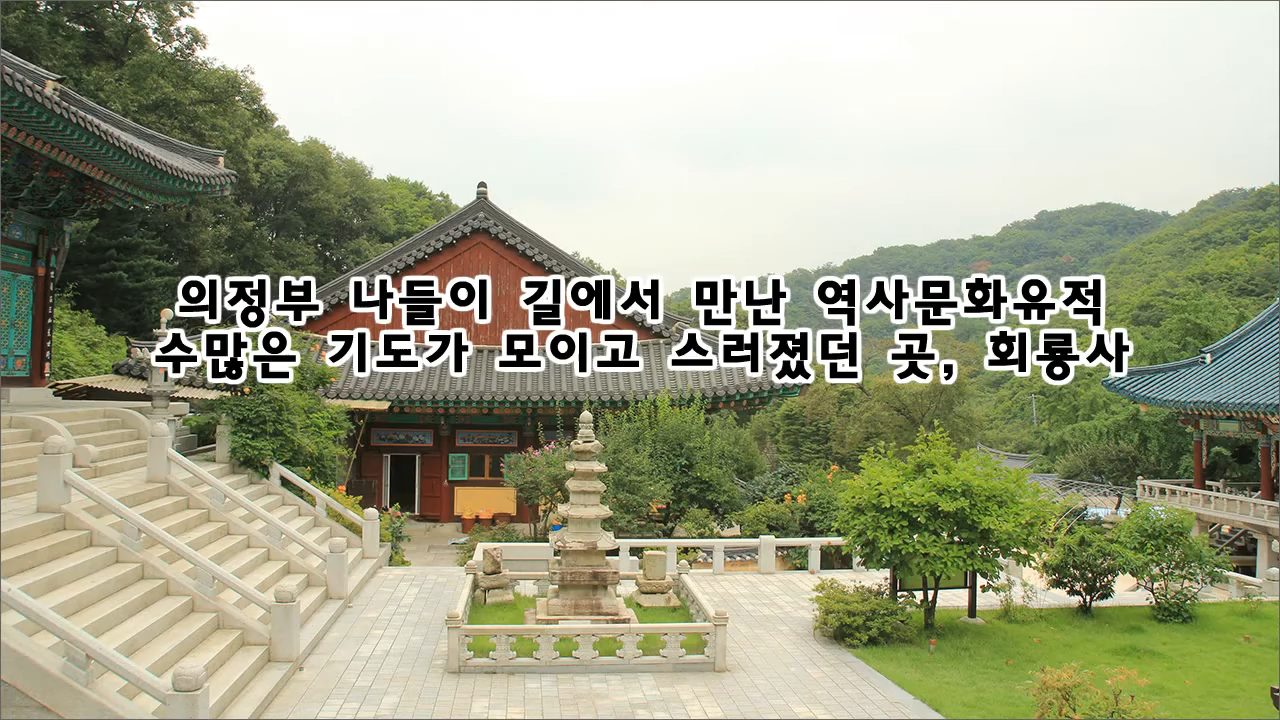 의정부 나들이 길에서 만난 역사문화유적
수많은 기도가 모이고 스러졌던 곳, 회룡사